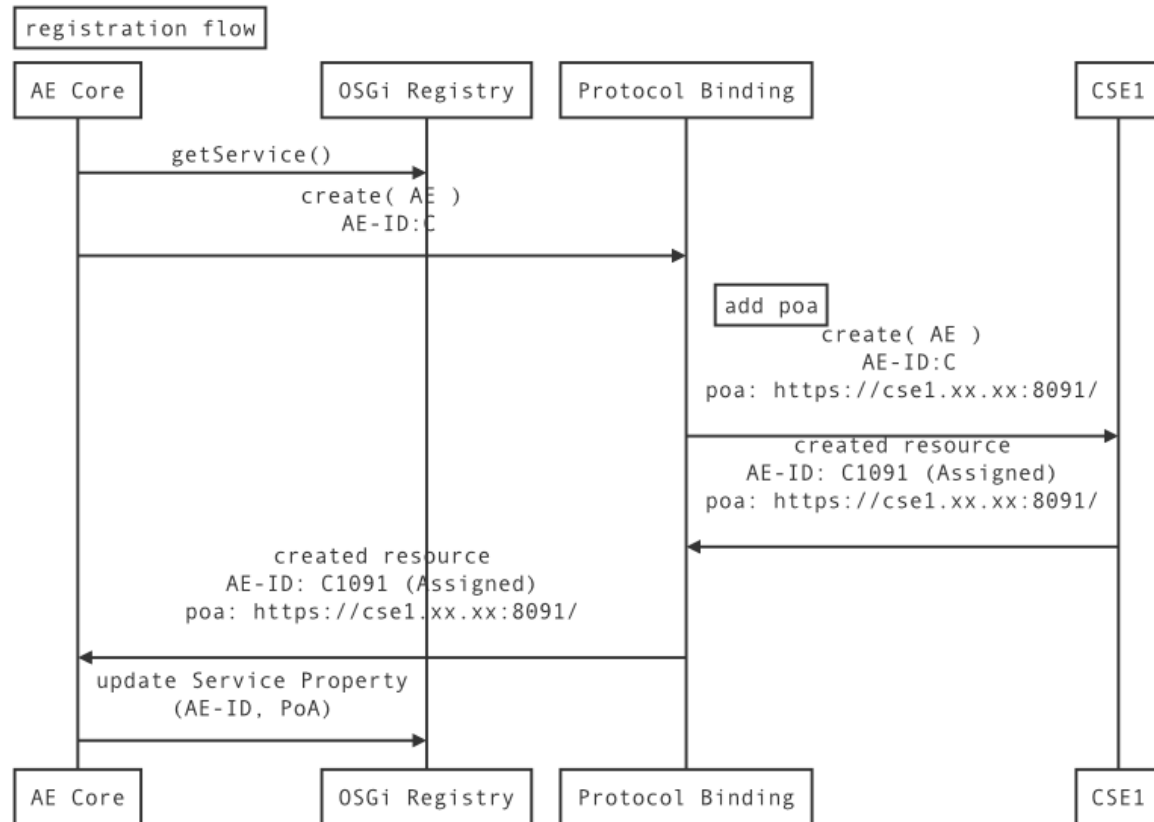 registration flow
AE Core
OSGi Registry
Protocol Binding
CSE1
getService()
create( AE )
AE-ID:C
add poa
create( AE )
AE-ID:C
poa: https://cse1.xx.xx:8091/
created resource
AE-ID: C1091 (Assigned)
poa: https://cse1.xx.xx:8091/
created resource
AE-ID: C1091 (Assigned)
poa: https://cse1.xx.xx:8091/
update Service Property
(AE-ID, PoA)
AE Core
OSGi Registry
Protocol Binding
CSE1